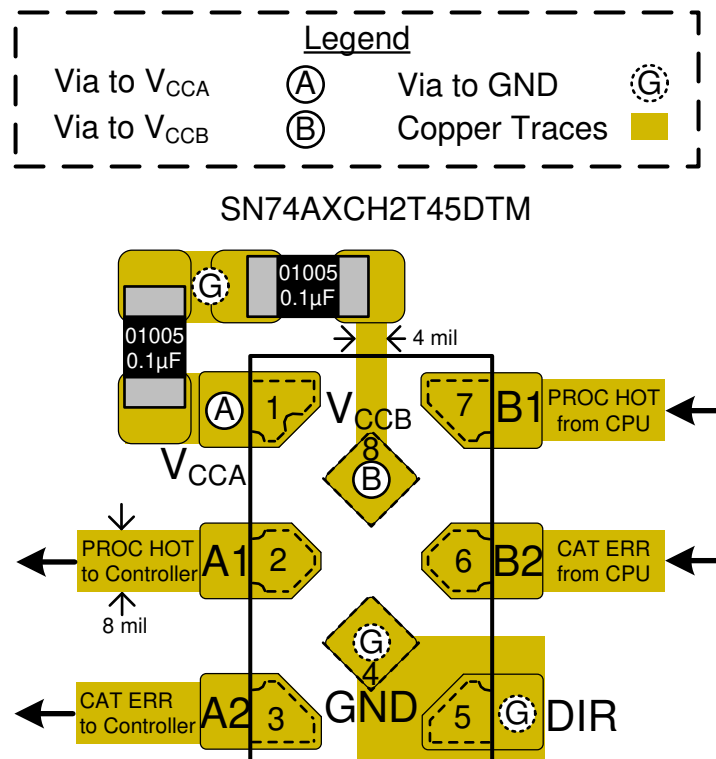 Legend
Via to VCCA A Via to GND G
Via to VCCB B Copper Traces
SN74AXCH2T45DTM
G
01005
0.1µF
01005
0.1µF
4 mil
A 1 VCCB 7 B1 PROC HOT
from CPU
VCCA
8
B
PROC HOT
to Controller A1 2 6 B2 CAT ERR
from CPU
8 mil
G
4
CAT ERR
to Controller A2 3 GND 5 G DIR